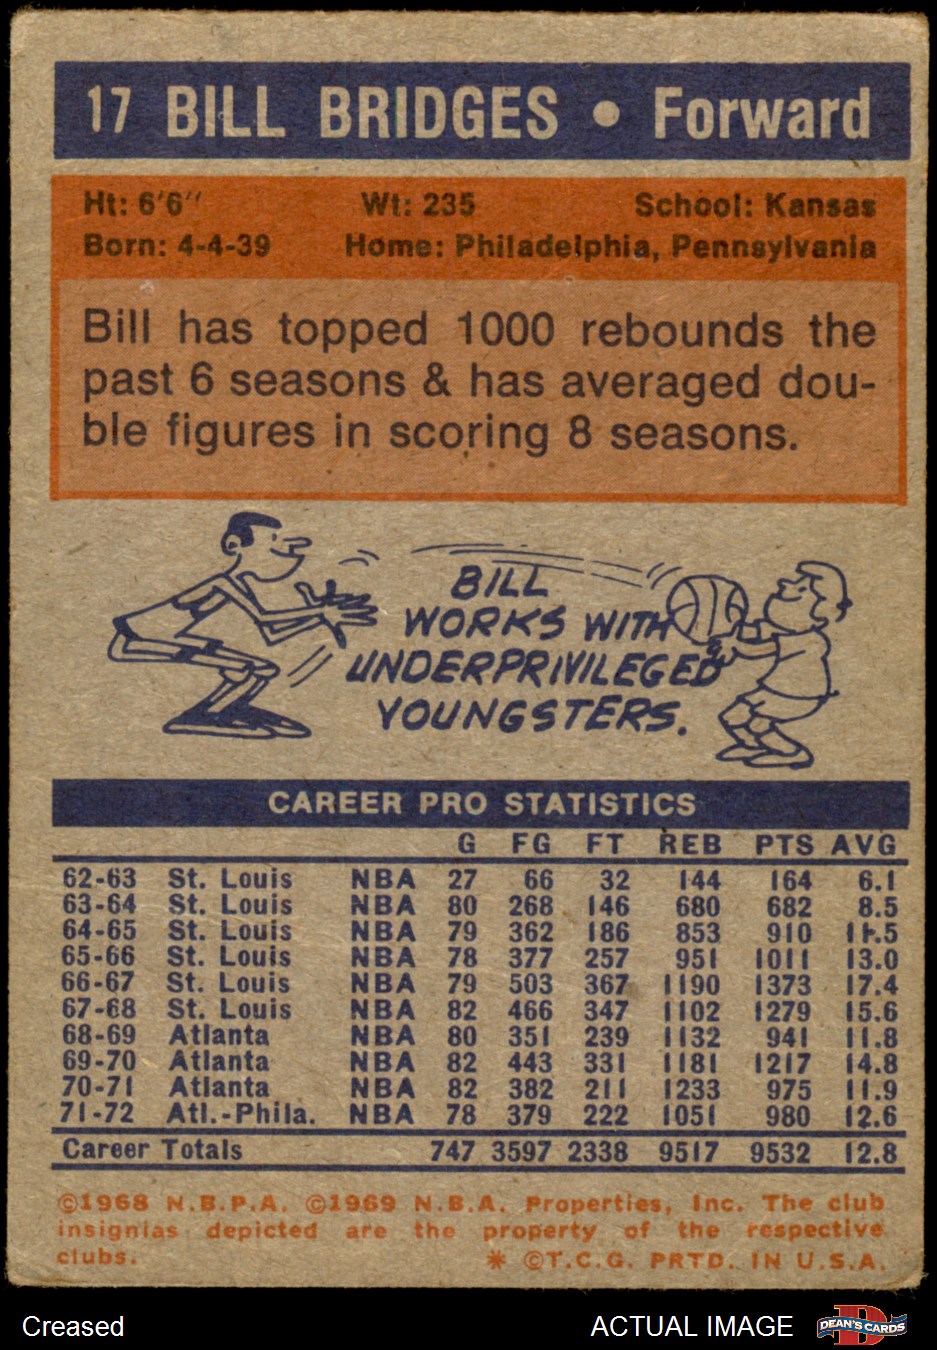 17 BILL BRIDGES • Forward
Ht: 6'6" Wt: 235 School: Kansas
Born: 4-4-39 Home: Philadelphia, Pennsylvania
Bill has topped 1000 rebounds the
past 6 seasons & has averaged dou-
ble figures in scoring 8 seasons.
BILL
WORKS WITH
UNDERPRIVILEGED
YOUNGSTERS.
CAREER PRO STATISTICS
G FG FT REB PTS AVG
62-63 St. Louis NBA 27 66 32 144 164 6.1
63-64 St. Louis NBA 80 268 146 680 682 8.5
64-65 St. Louis NBA 79 362 186 853 910 11.5
65-66 St. Louis NBA 78 377 257 951 1011 13.0
66-67 St. Louis NBA 79 503 367 1190 1373 17.4
67-68 St. Louis NBA 82 466 347 1102 1279 15.6
68-69 Atlanta NBA 80 351 239 1132 941 11.8
69-70 Atlanta NBA 82 443 331 1181 1217 14.8
70-71 Atlanta NBA 82 382 211 1233 975 11.9
71-72 Atl.-Phila. NBA 78 379 222 1051 980 12.6
Career Totals 747 3597 2338 9517 9532 12.8
©1968 N.B.P.A. ©1969 N.B.A. Properties, Inc. The club
insignias depicted are the property of the respective
clubs. * ©T.C.G. PRTD. IN U.S.A.
Creased ACTUAL IMAGE DEAN'S CARDS